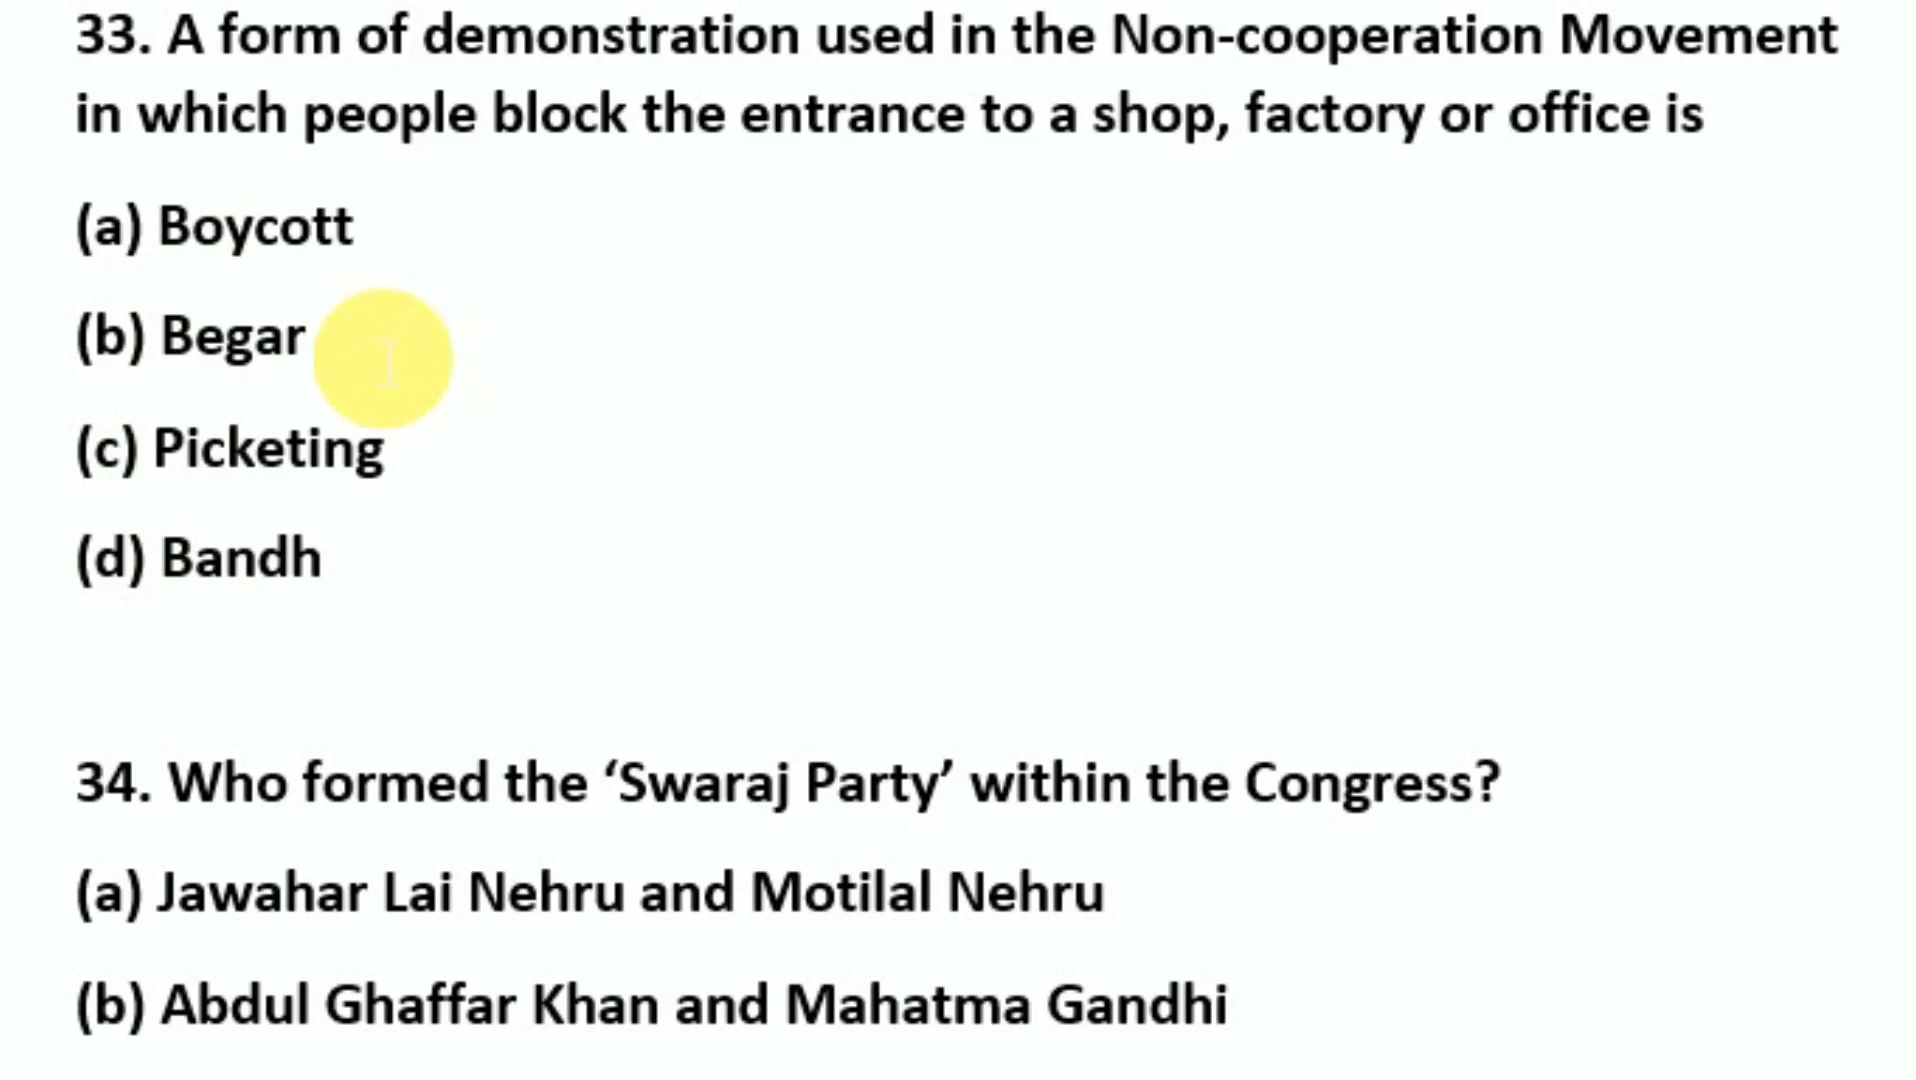 33. A form of demonstration used in the Non-cooperation Movement
in which people block the entrance to a shop, factory or office is
(a) Boycott
(b) Begar
(c) Picketing
(d) Bandh
34. Who formed the ‘Swaraj Party’ within the Congress?
(a) Jawahar Lai Nehru and Motilal Nehru
(b) Abdul Ghaffar Khan and Mahatma Gandhi